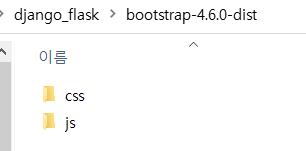 django_flask > bootstrap-4.6.0-dist
이름
css
js